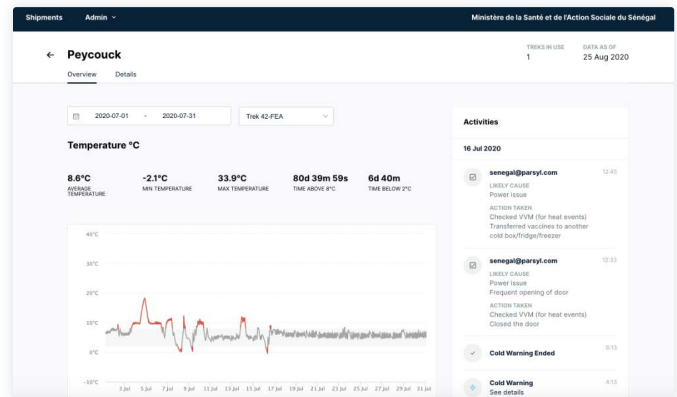 Shipments
Admin
Ministère de la Santé et de l'Action Sociale du Sénégal
Peycouck
TREKS IN USE
1
DATA AS OF
25 Aug 2020
Overview
Details
2020-07-01 - 2020-07-31
Trek 42-FEA
Temperature °C
8.6°C
AVERAGE
TEMPERATURE
-2.1°C
MIN TEMPERATURE
33.9°C
MAX TEMPERATURE
80d 39m 59s
TIME ABOVE 8°C
6d 40m
TIME BELOW 2°C
40°C
30°C
20°C
10°C
0°C
-10°C
3 Jul 5 Jul 7 Jul 9 Jul 11 Jul 13 Jul 15 Jul 17 Jul 19 Jul 21 Jul 23 Jul 25 Jul 27 Jul 29 Jul 31 Jul
Activities
16 Jul 2020
senegal@parsyl.com 12:45
LIKELY CAUSE
Power issue
ACTION TAKEN
Checked VVM (for heat events)
Transferred vaccines to another
cold box/fridge/freezer
senegal@parsyl.com 12:33
LIKELY CAUSE
Power issue
Frequent opening of door
ACTION TAKEN
Checked VVM (for heat events)
Closed the door
Cold Warning Ended
Cold Warning 4:13
See details